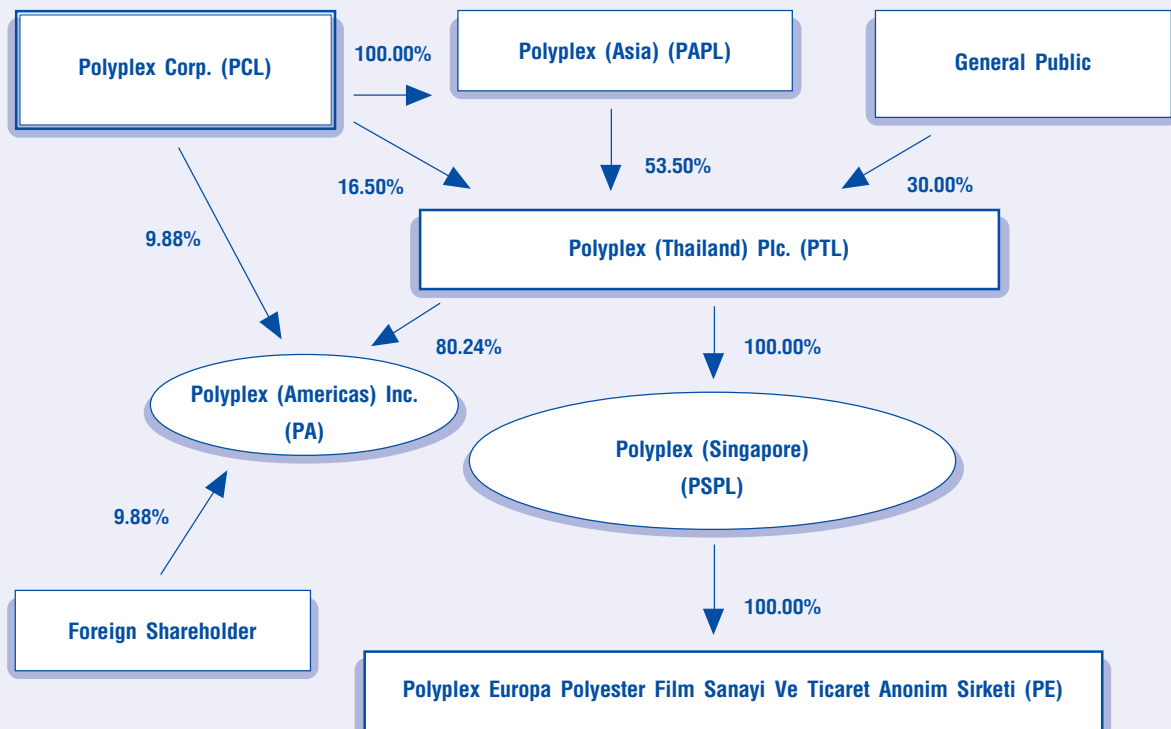 Polyplex Corp. (PCL)
100.00%
Polyplex (Asia) (PAPL)
General Public
16.50%
53.50%
30.00%
9.88%
Polyplex (Thailand) Plc. (PTL)
80.24%
100.00%
Polyplex (Americas) Inc.
(PA)
Polyplex (Singapore)
(PSPL)
9.88%
100.00%
Foreign Shareholder
Polyplex Europa Polyester Film Sanayi Ve Ticaret Anonim Sirketi (PE)